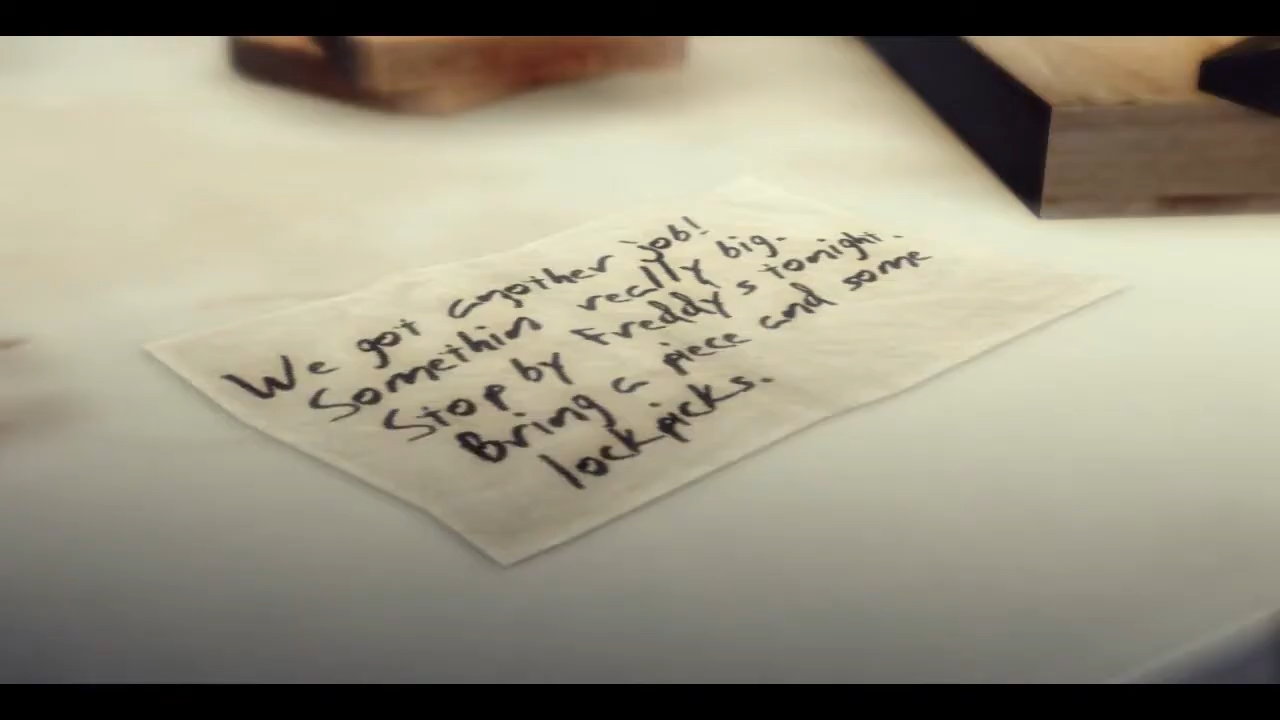 We got another job!
Somethin really big.
Stop by Freddy's tonight.
Bring a piece and some
lockpicks.